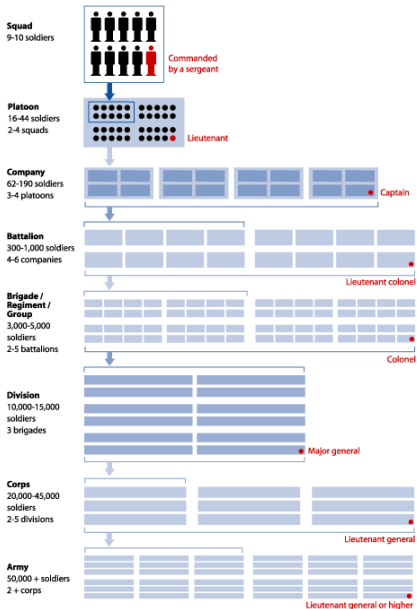 Squad
9-10 soldiers
Commanded
by a sergeant
Platoon
16-44 soldiers
2-4 squads
Lieutenant
Company
62-190 soldiers
3-4 platoons
Captain
Battalion
300-1,000 soldiers
4-6 companies
Lieutenant colonel
Brigade /
Regiment /
Group
3,000-5,000
soldiers
2-5 battalions
Colonel
Division
10,000-15,000
soldiers
3 brigades
Major general
Corps
20,000-45,000
soldiers
2-5 divisions
Lieutenant general
Army
50,000 + soldiers
2 + corps
Lieutenant general or higher